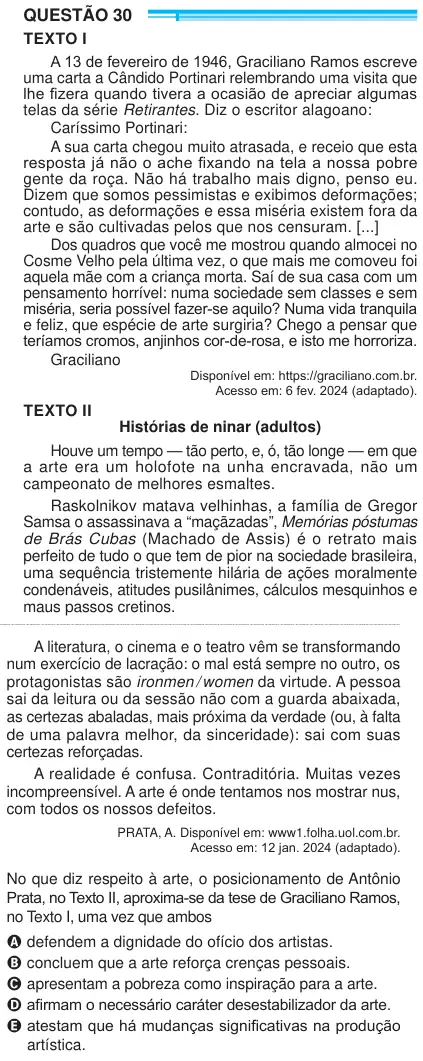 QUESTÃO 30
TEXTO I
A 13 de fevereiro de 1946, Graciliano Ramos escreve
uma carta a Cândido Portinari relembrando uma visita que
lhe fizera quando tivera a ocasião de apreciar algumas
telas da série Retirantes. Diz o escritor alagoano:
Caríssimo Portinari:
A sua carta chegou muito atrasada, e receio que esta
resposta já não o ache fixando na tela a nossa pobre
gente da roça. Não há trabalho mais digno, penso eu.
Dizem que somos pessimistas e exibimos deformações;
contudo, as deformações e essa miséria existem fora da
arte e são cultivadas pelos que nos censuram. [...]
Dos quadros que você me mostrou quando almocei no
Cosme Velho pela última vez, o que mais me comoveu foi
aquela mãe com a criança morta. Saí de sua casa com um
pensamento horrível: numa sociedade sem classes e sem
miséria, seria possível fazer-se aquilo? Numa vida tranquila
e feliz, que espécie de arte surgiria? Chego a pensar que
teríamos cromos, anjinhos cor-de-rosa, e isto me horroriza.
Graciliano
Disponível em: https://graciliano.com.br.
Acesso em: 6 fev. 2024 (adaptado).
TEXTO II
Histórias de ninar (adultos)
Houve um tempo — tão perto, e, ó, tão longe — em que
a arte era um holofote na unha encravada, não um
campeonato de melhores esmaltes.
Raskolnikov matava velhinhas, a família de Gregor
Samsa o assassinava a “maçãzadas”, Memórias póstumas
de Brás Cubas (Machado de Assis) é o retrato mais
perfeito de tudo o que tem de pior na sociedade brasileira,
uma sequência tristemente hilária de ações moralmente
condenáveis, atitudes pusilânimes, cálculos mesquinhos e
maus passos cretinos.
A literatura, o cinema e o teatro vêm se transformando
num exercício de lacração: o mal está sempre no outro, os
protagonistas são ironmen/women da virtude. A pessoa
sai da leitura ou da sessão não com a guarda abaixada,
as certezas abaladas, mais próxima da verdade (ou, à falta
de uma palavra melhor, da sinceridade): sai com suas
certezas reforçadas.
A realidade é confusa. Contraditória. Muitas vezes
incompreensível. A arte é onde tentamos nos mostrar nus,
com todos os nossos defeitos.
PRATA, A. Disponível em: www1.folha.uol.com.br.
Acesso em: 12 jan. 2024 (adaptado).
No que diz respeito à arte, o posicionamento de Antônio
Prata, no Texto II, aproxima-se da tese de Graciliano Ramos,
no Texto I, uma vez que ambos
A defendem a dignidade do ofício dos artistas.
B concluem que a arte reforça crenças pessoais.
C apresentam a pobreza como inspiração para a arte.
D afirmam o necessário caráter desestabilizador da arte.
E atestam que há mudanças significativas na produção
artística.